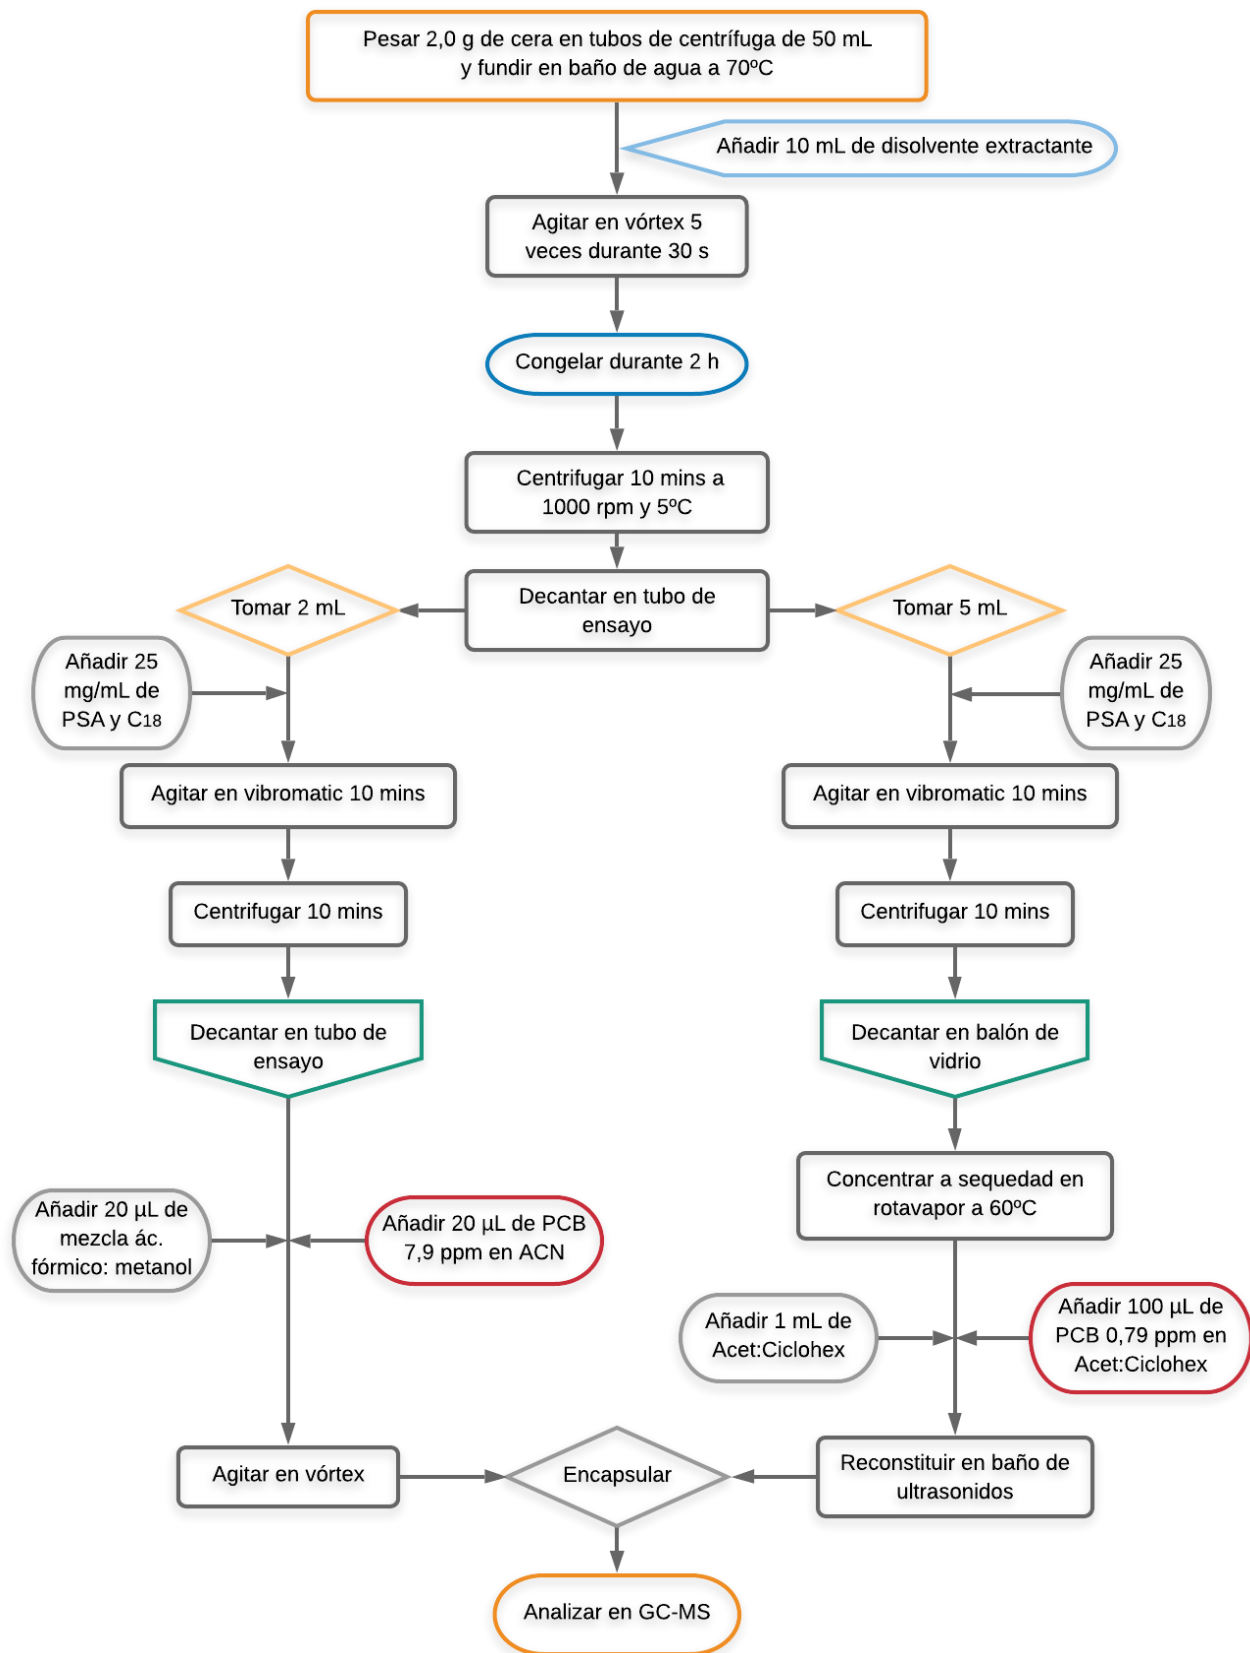 Pesar 2,0 g de cera en tubos de centrífuga de 50 mL
y fundir en baño de agua a 70ºC
Añadir 10 mL de disolvente extractante
Agitar en vórtex 5
veces durante 30 s
Congelar durante 2 h
Centrifugar 10 mins a
1000 rpm y 5ºC
Decantar en tubo de
ensayo
Tomar 2 mL
Tomar 5 mL
Añadir 25
mg/mL de
PSA y C18
Añadir 25
mg/mL de
PSA y C18
Agitar en vibromatic 10 mins
Agitar en vibromatic 10 mins
Centrifugar 10 mins
Centrifugar 10 mins
Decantar en tubo de
ensayo
Decantar en balón de
vidrio
Concentrar a sequedad en
rotavapor a 60ºC
Añadir 20 µL de
mezcla ác.
fórmico: metanol
Añadir 20 µL de PCB
7,9 ppm en ACN
Añadir 1 mL de
Acet:Ciclohex
Añadir 100 µL de
PCB 0,79 ppm en
Acet:Ciclohex
Agitar en vórtex
Encapsular
Reconstituir en baño de
ultrasonidos
Analizar en GC-MS